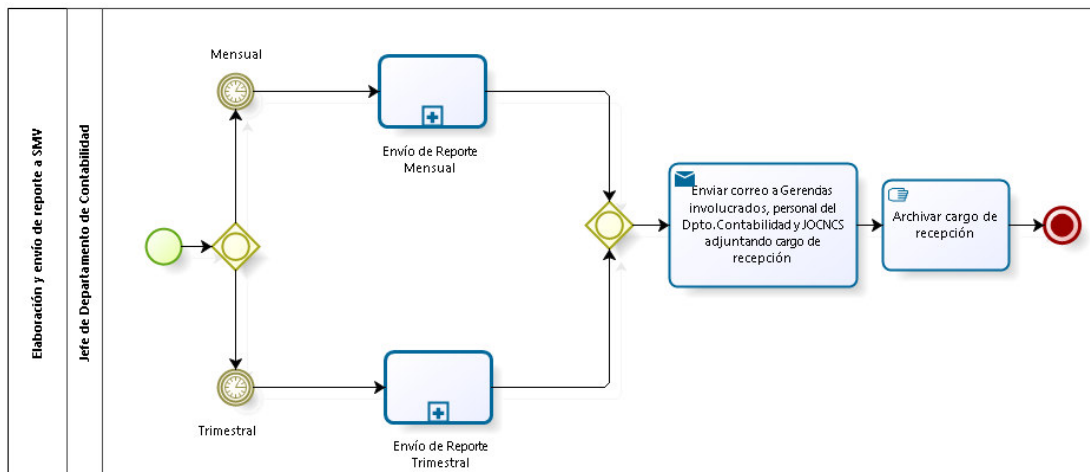 Elaboración y envío de reporte a SMV
Jefe de Departamento de Contabilidad
Mensual
Envío de Reporte
Mensual
Trimestral
Envío de Reporte
Trimestral
Enviar correo a Gerencias
involucrados, personal del
Dpto.Contabilidad y JOCNCS
adjuntando cargo de
recepción
Archivar cargo de
recepción